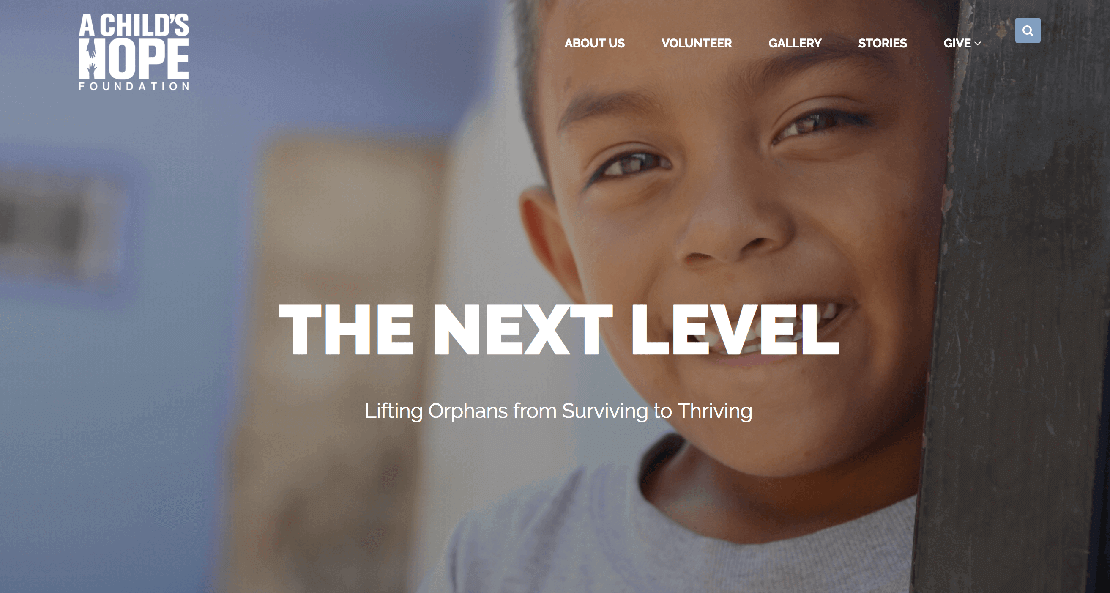 A CHILD'S
HOPE
FOUNDATION
ABOUT US
VOLUNTEER
GALLERY
STORIES
GIVE
THE NEXT LEVEL
Lifting Orphans from Surviving to Thriving